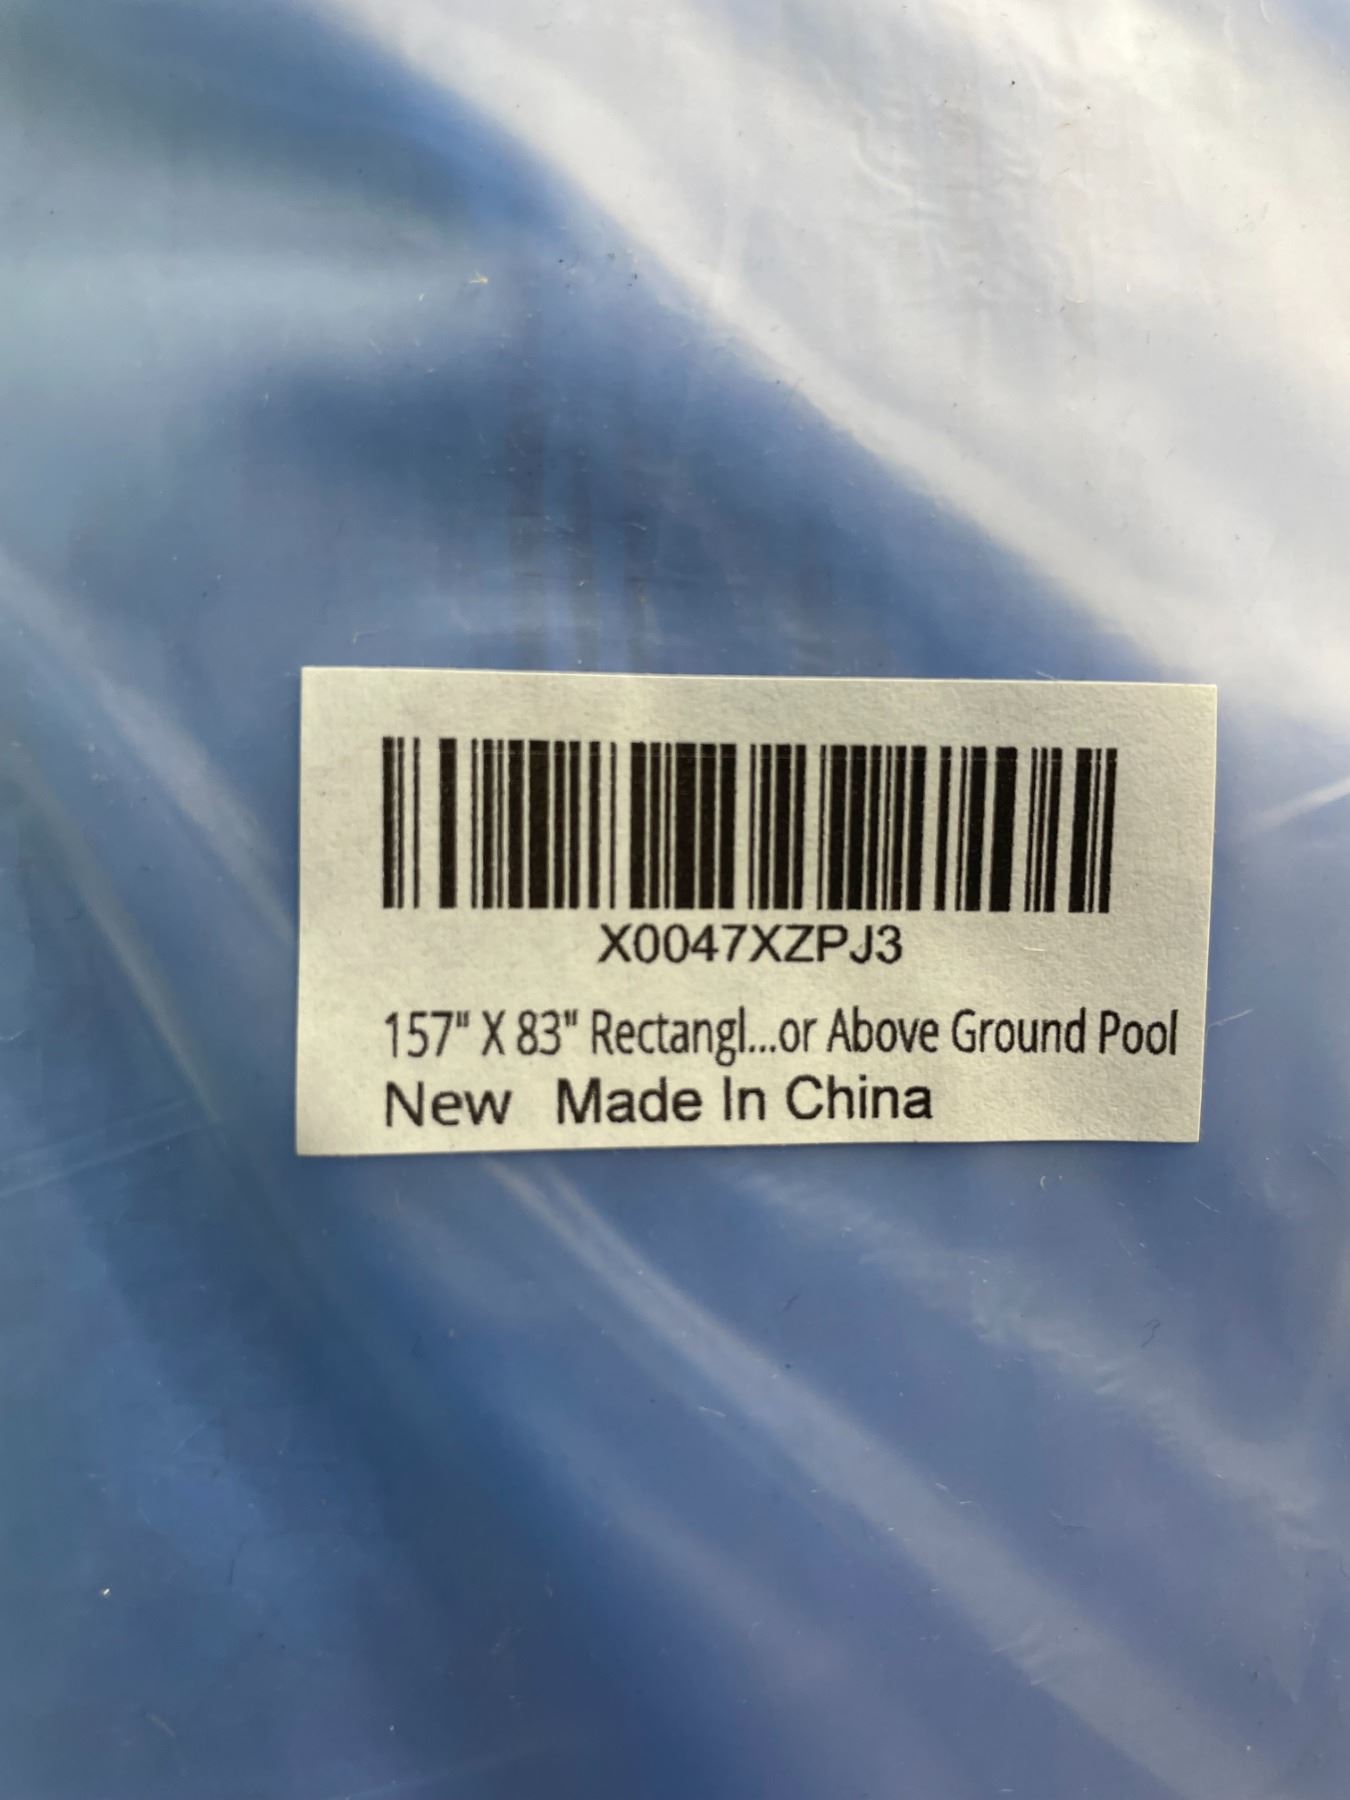 X0047XZPJ3
157" X 83" Rectangl...or Above Ground Pool
New Made In China